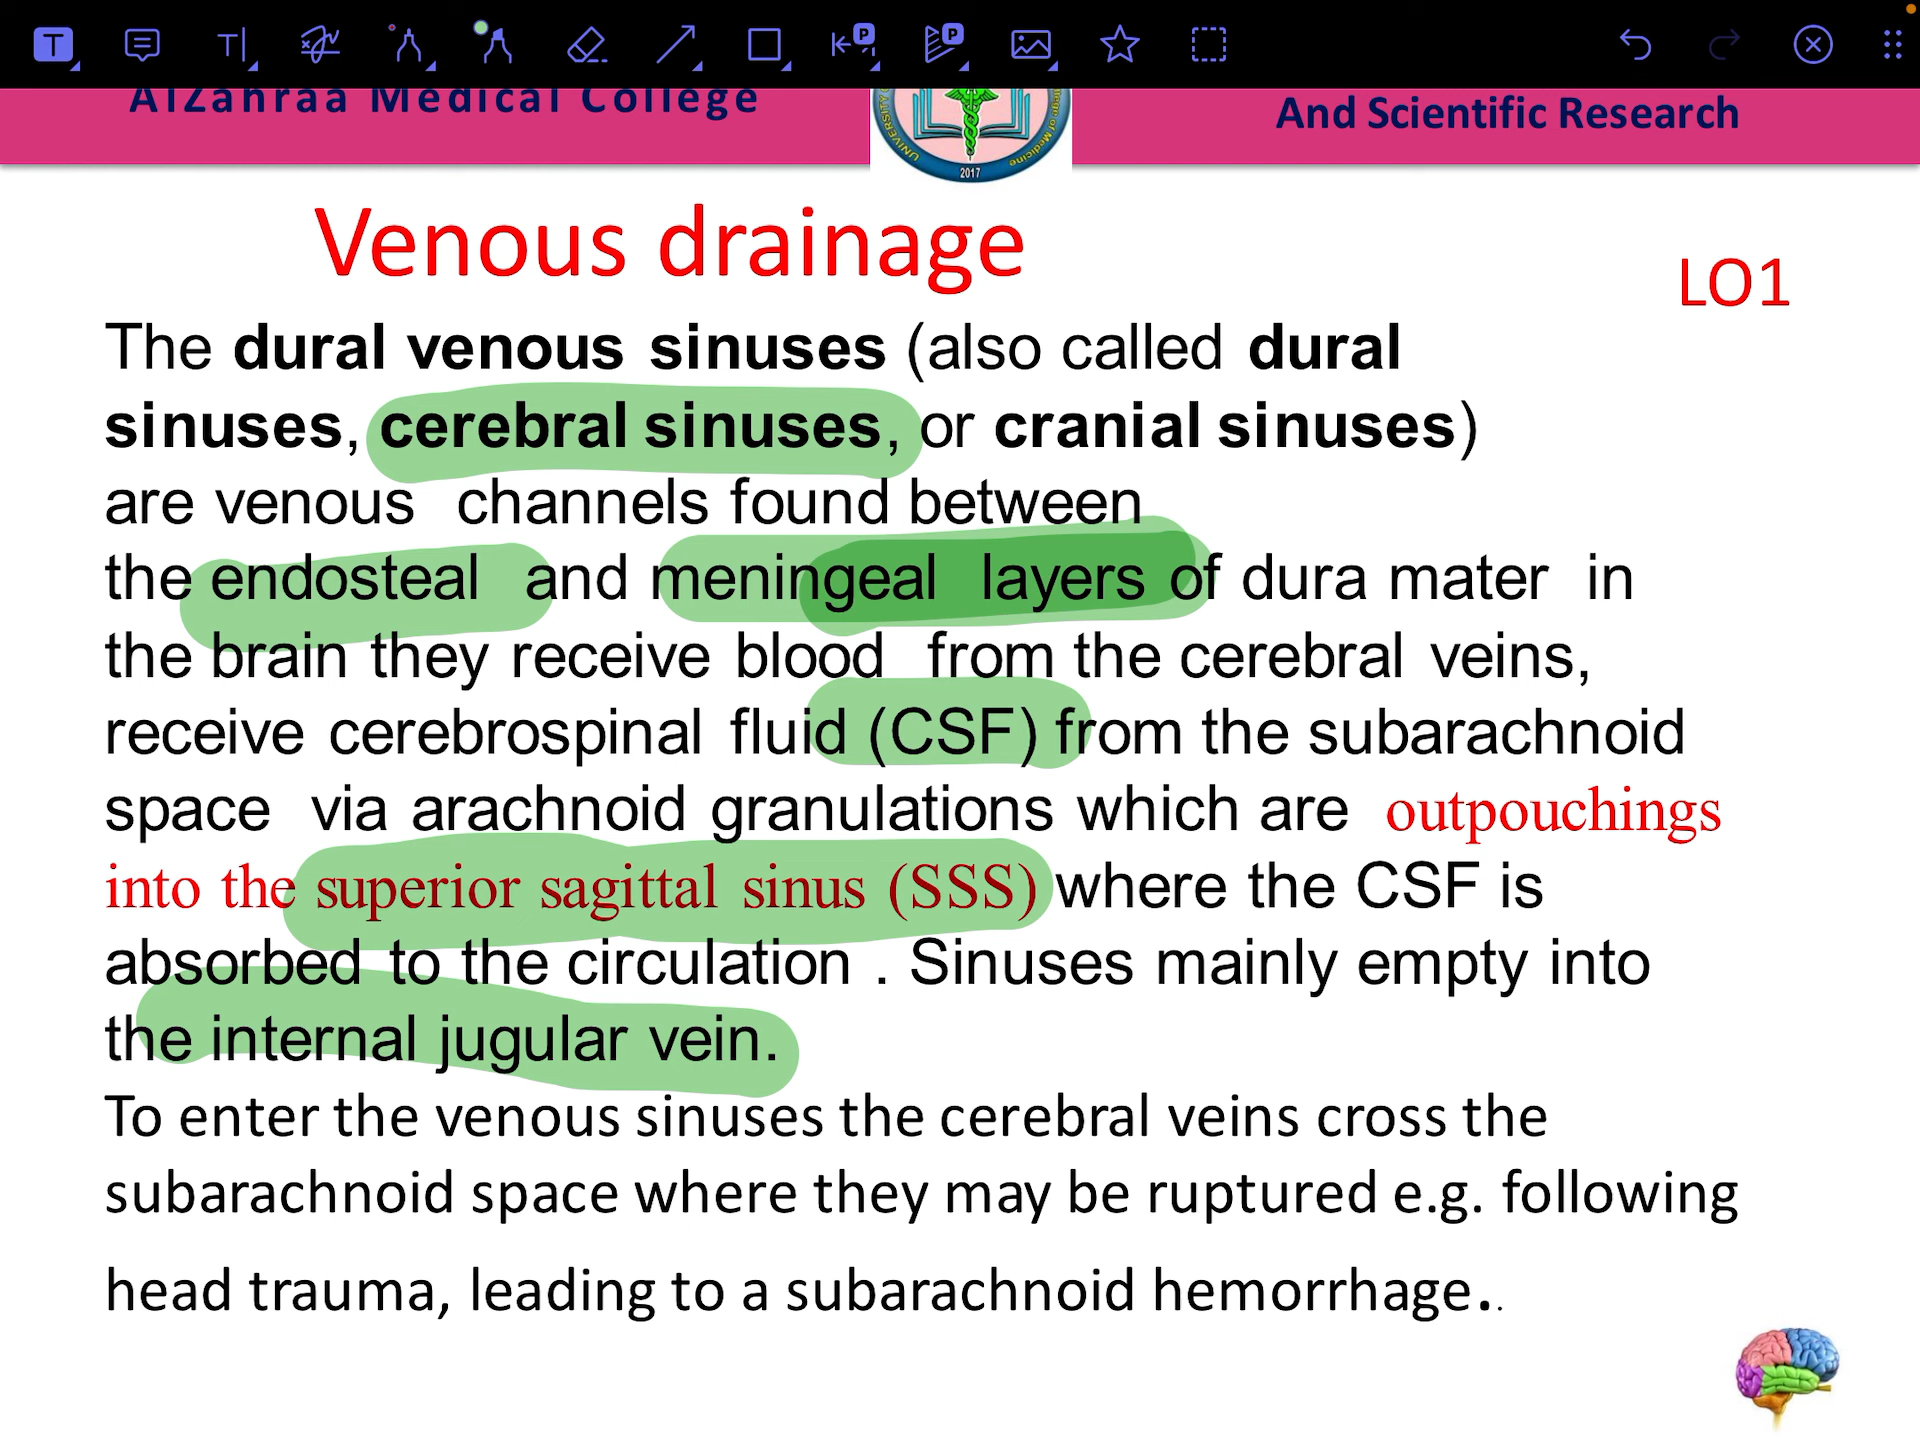 AlZahraa Medical College
And Scientific Research
UNIVERSITY
College of Medicine
2017
Venous drainage
LO1
The dural venous sinuses (also called dural
sinuses, cerebral sinuses, or cranial sinuses)
are venous channels found between
the endosteal and meningeal layers of dura mater in
the brain they receive blood from the cerebral veins,
receive cerebrospinal fluid (CSF) from the subarachnoid
space via arachnoid granulations which are outpouchings
into the superior sagittal sinus (SSS) where the CSF is
absorbed to the circulation . Sinuses mainly empty into
the internal jugular vein.
To enter the venous sinuses the cerebral veins cross the
subarachnoid space where they may be ruptured e.g. following
head trauma, leading to a subarachnoid hemorrhage..